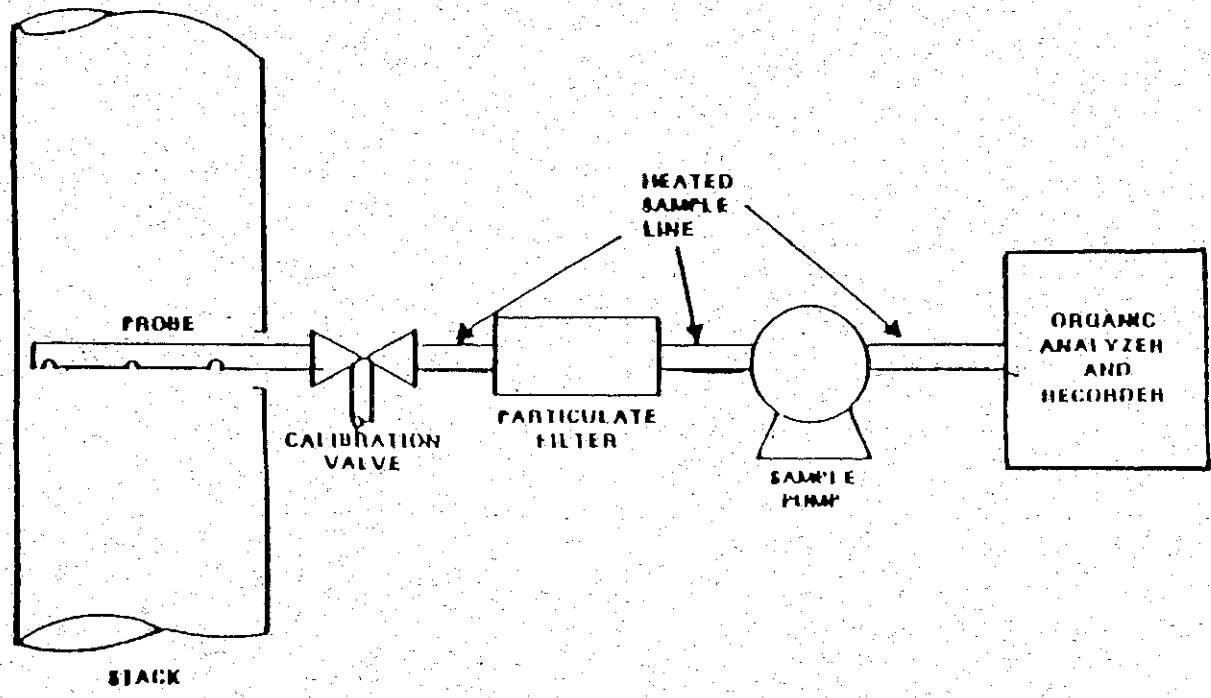 HEATED
SAMPLE
LINE
PROBE
ORGANIC
ANALYZER
AND
RECORDER
PARTICULATE
FILTER
CALIBRATION
VALVE
SAMPLE
PUMP
STACK